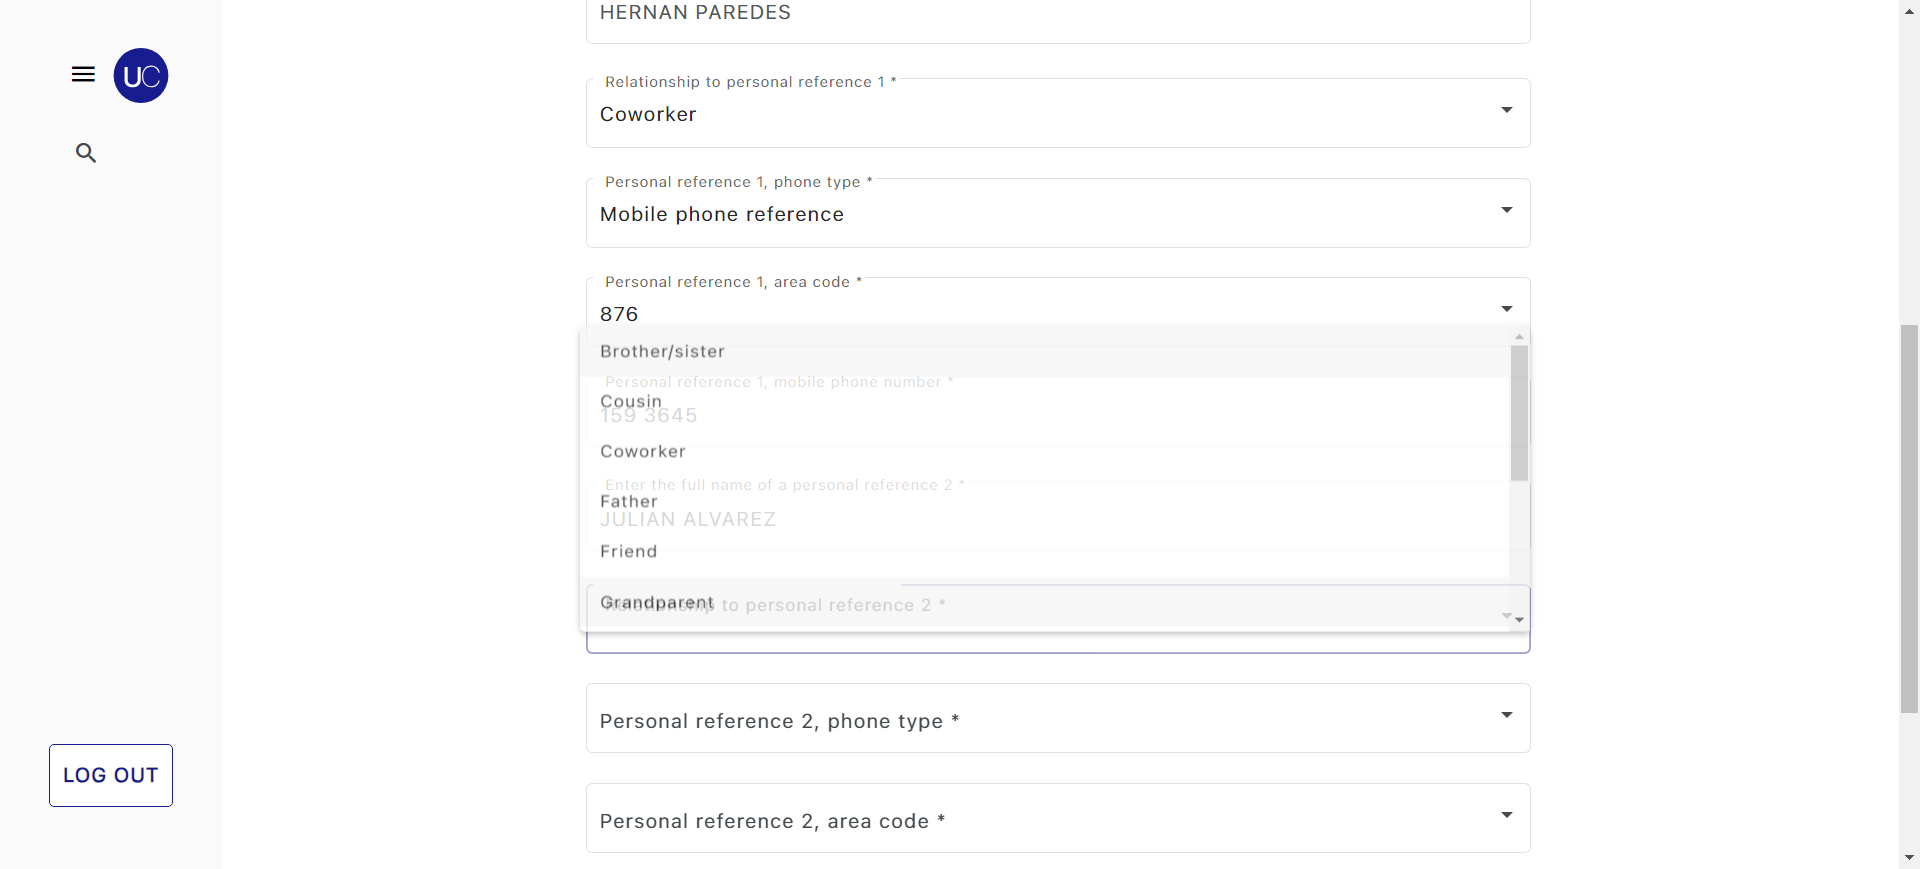 HERNAN PAREDES
UC
Relationship to personal reference 1 *
Coworker
Personal reference 1, phone type *
Mobile phone reference
Personal reference 1, area code *
876
Brother/sister
Personal reference 1, mobile phone number *
Cousin
159 3645
Coworker
Enter the full name of a personal reference 2 *
Father
JULIAN ALVAREZ
Friend
Grandparent
Relationship to personal reference 2 *
Personal reference 2, phone type *
LOG OUT
Personal reference 2, area code *